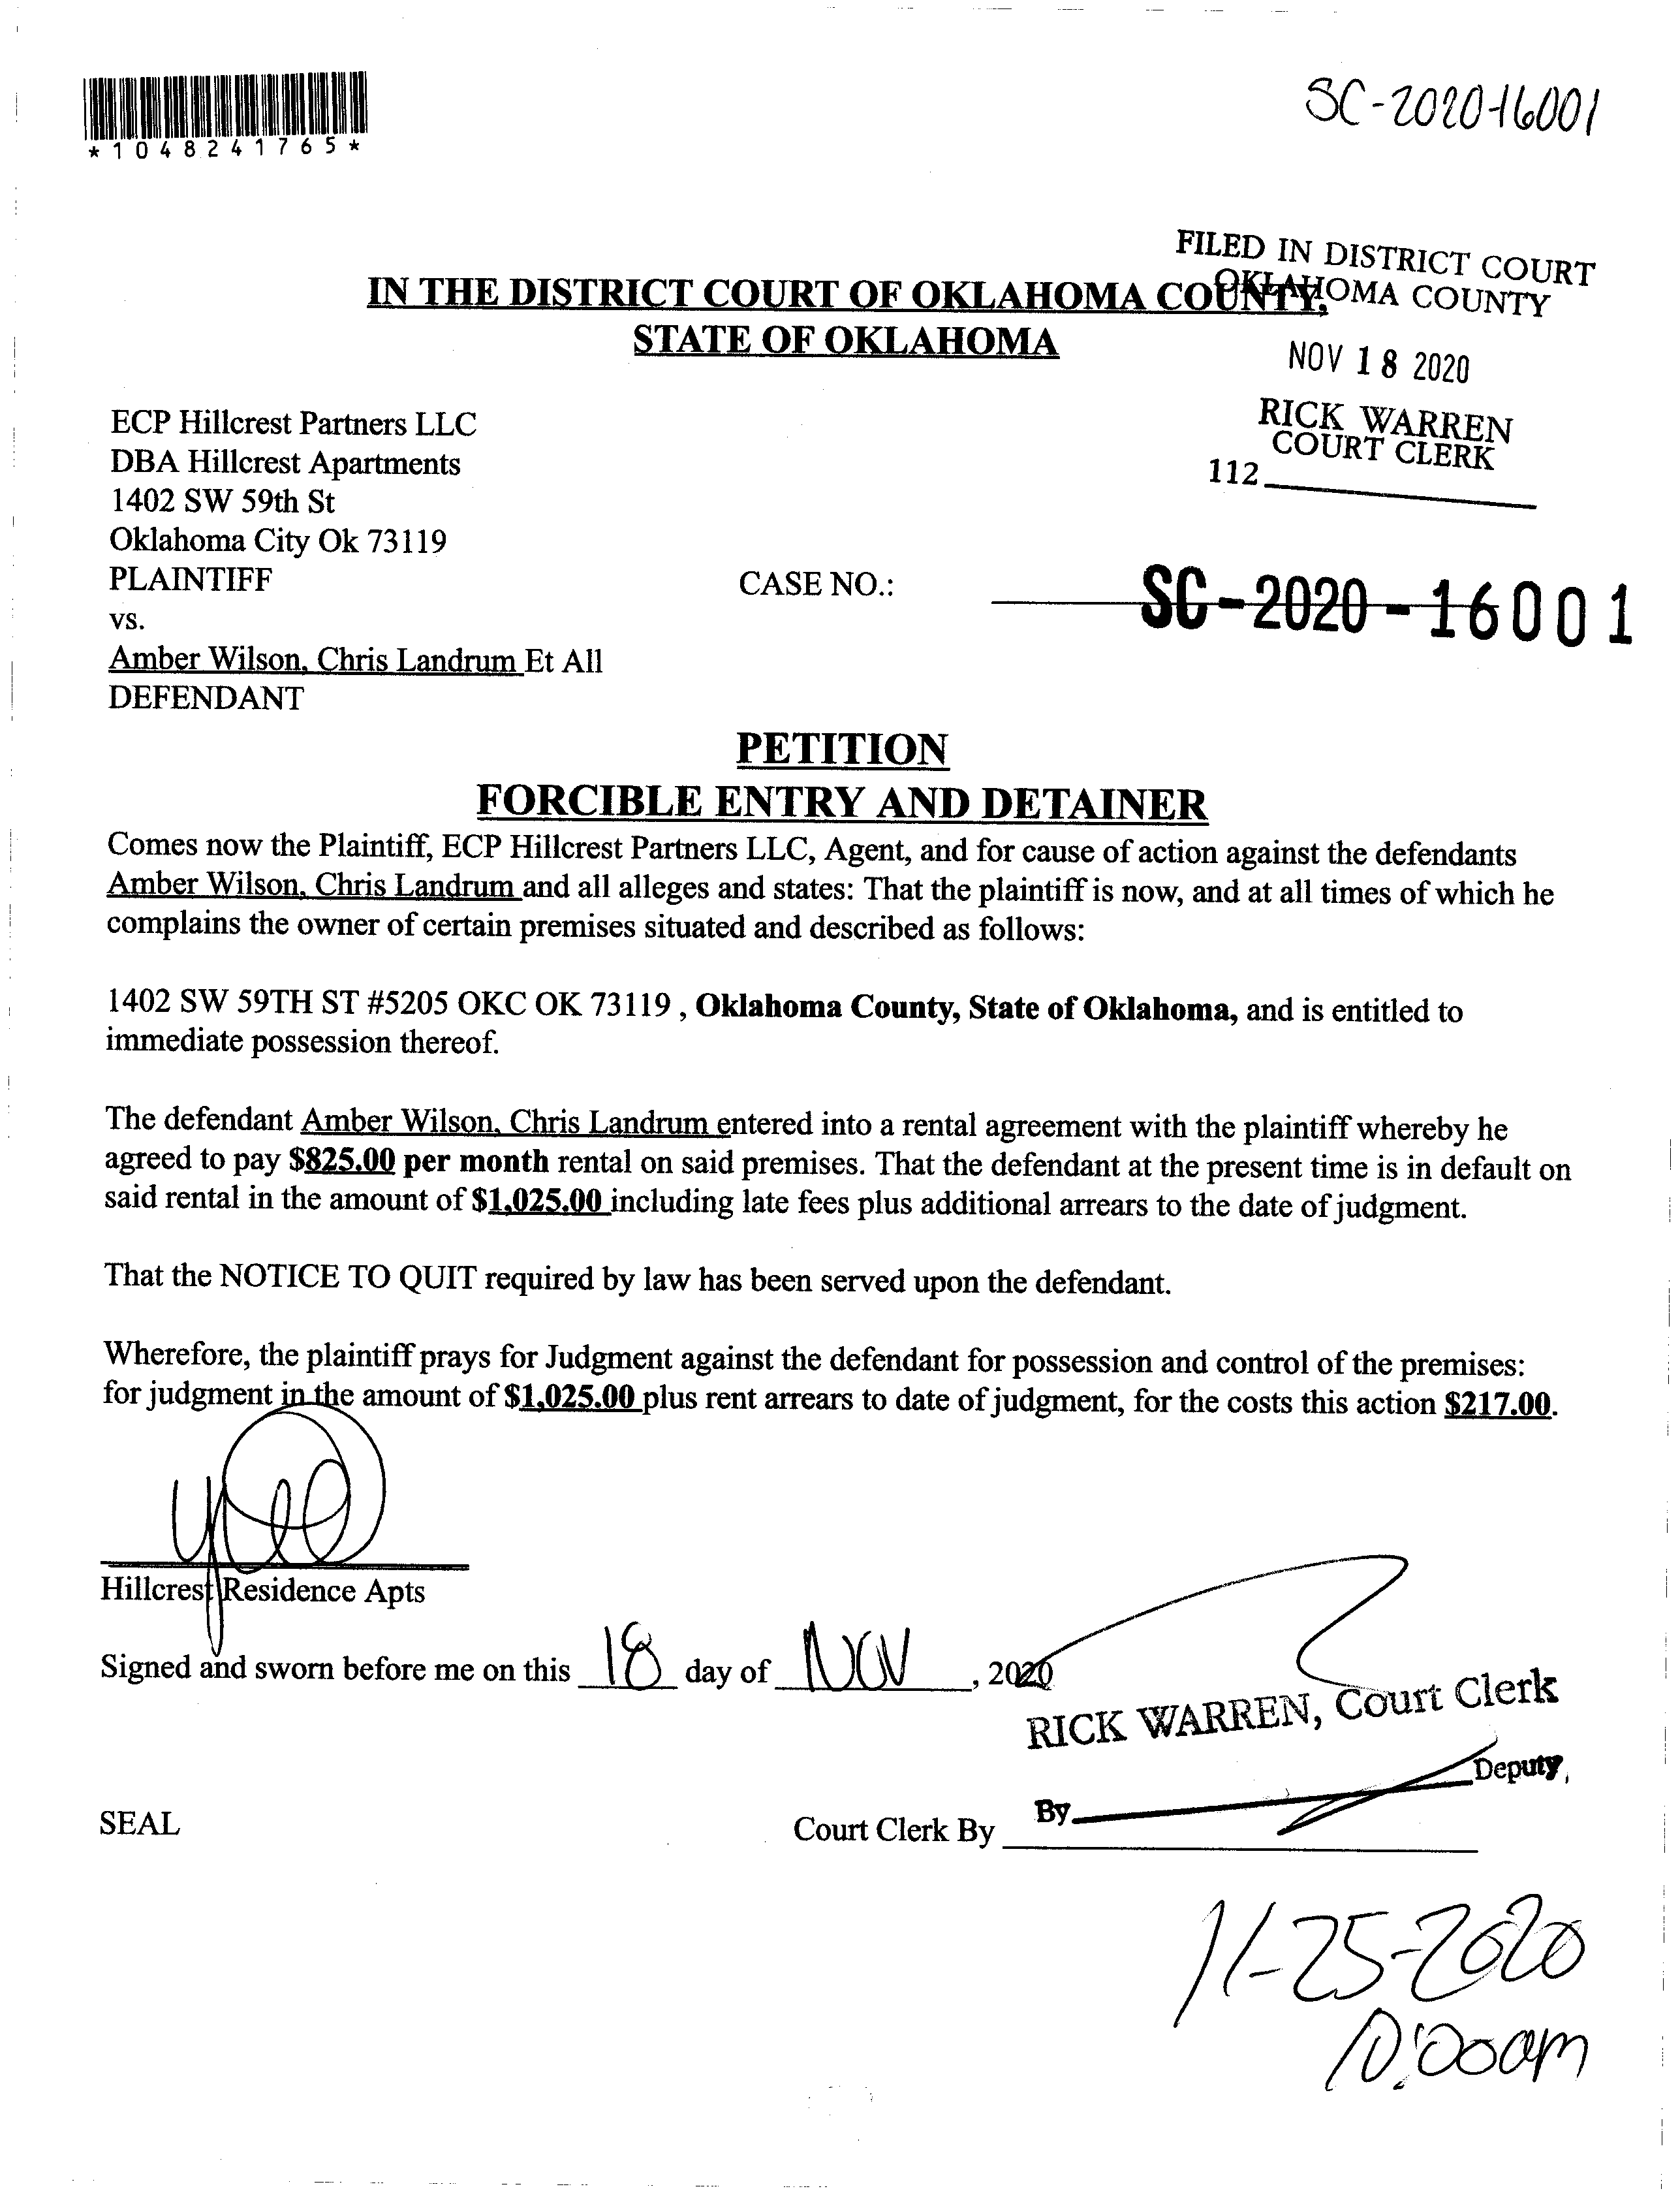 SC-2020-16001
*1048241765*
FILED IN DISTRICT COURT
OKLAHOMA COUNTY
IN THE DISTRICT COURT OF OKLAHOMA COUNTY,
STATE OF OKLAHOMA
NOV 18 2020
RICK WARREN
COURT CLERK
112
ECP Hillcrest Partners LLC
DBA Hillcrest Apartments
1402 SW 59th St
Oklahoma City Ok 73119
PLAINTIFF
CASE NO.: SC-2020-16001
vs.
Amber Wilson, Chris Landrum Et All
DEFENDANT
PETITION
FORCIBLE ENTRY AND DETAINER
Comes now the Plaintiff, ECP Hillcrest Partners LLC, Agent, and for cause of action against the defendants
Amber Wilson, Chris Landrum and all alleges and states: That the plaintiff is now, and at all times of which he
complains the owner of certain premises situated and described as follows:
1402 SW 59TH ST #5205 OKC OK 73119 , Oklahoma County, State of Oklahoma, and is entitled to
immediate possession thereof.
The defendant Amber Wilson, Chris Landrum entered into a rental agreement with the plaintiff whereby he
agreed to pay $825.00 per month rental on said premises. That the defendant at the present time is in default on
said rental in the amount of $1,025.00 including late fees plus additional arrears to the date of judgment.
That the NOTICE TO QUIT required by law has been served upon the defendant.
Wherefore, the plaintiff prays for Judgment against the defendant for possession and control of the premises:
for judgment in the amount of $1,025.00 plus rent arrears to date of judgment, for the costs this action $217.00.
Hillcrest Residence Apts
Signed and sworn before me on this 18 day of NOV, 2020
RICK WARREN, Court Clerk
Deputy,
By
SEAL
Court Clerk By
11-25-2020
10:00am